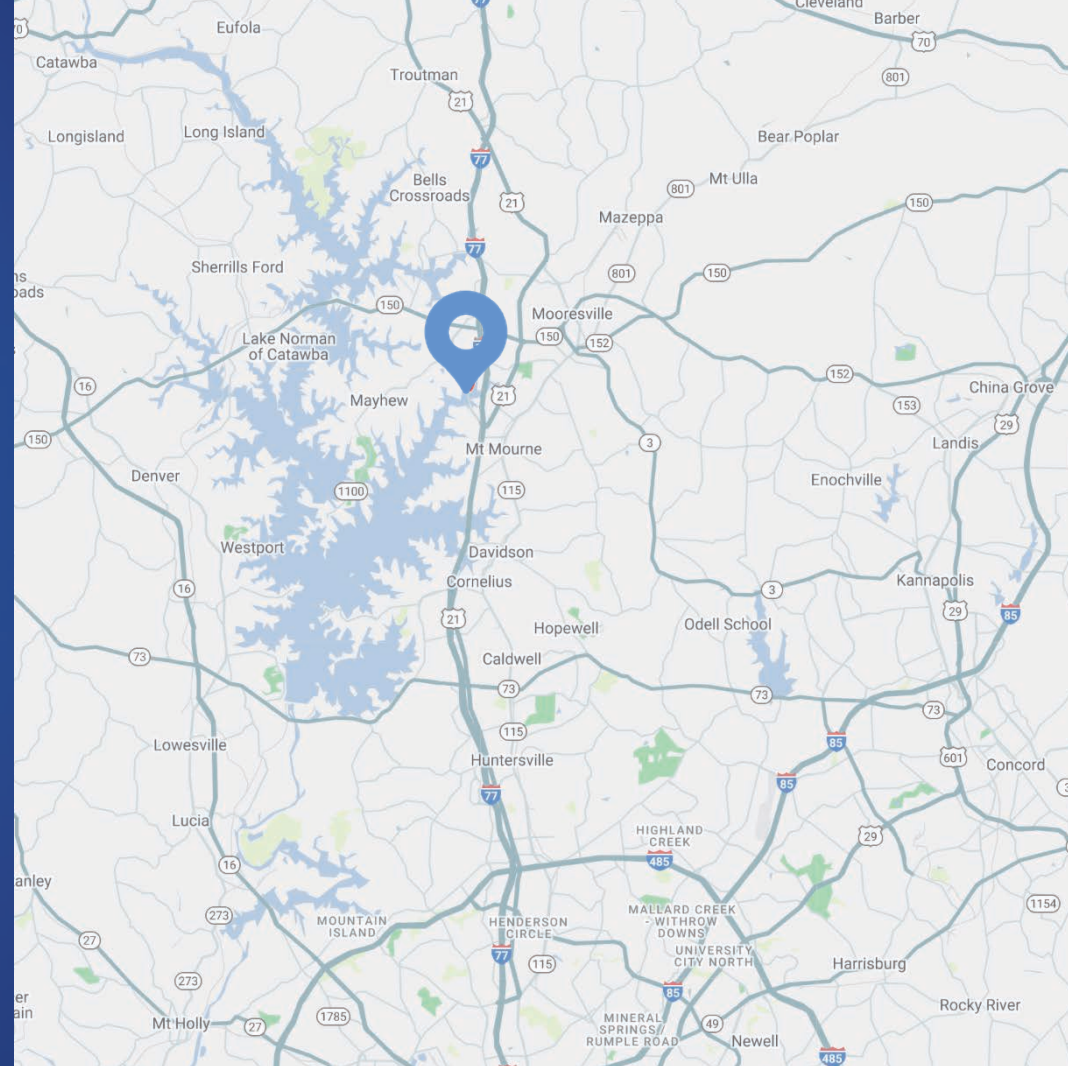 77
Cleveland
Barber
70
Eufola
70
Catawba
Troutman
801
21
Longisland
Long Island
Bear Poplar
77
Bells
Crossroads
Mt Ulla
801
21
150
Mazeppa
77
Sherrills Ford
801
150
150
Mooresville
Lake Norman
of Catawba
150
152
16
Mayhew
21
152
China Grove
153
29
150
3
Landis
Mt Mourne
Denver
Enochville
1100
115
Westport
Davidson
Cornelius
Kannapolis
16
3
29
85
21
Hopewell
Odell School
73
Caldwell
73
73
73
115
85
Lowesville
Huntersville
601
Concord
85
77
Lucia
HIGHLAND
CREEK
29
485
16
anley
1154
273
MOUNTAIN
ISLAND
HENDERSON
CIRCLE
MALLARD CREEK
- WITHROW
DOWNS
27
77
115
UNIVERSITY
CITY NORTH
Harrisburg
273
85
Rocky River
Mt Holly
27
1785
MINERAL
SPRINGS /
RUMPLE ROAD
49
Newell
485